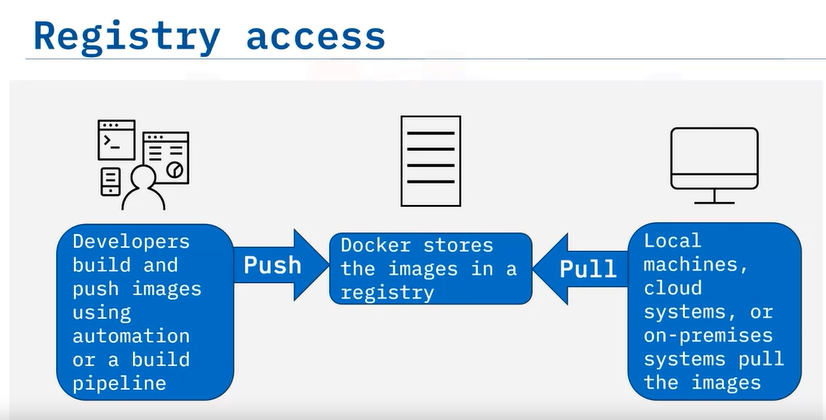 Registry access
Developers
build and
push images
using
automation
or a build
pipeline
Push
Docker stores
the images in a
registry
Pull
Local
machines,
cloud
systems, or
on-premises
systems pull
the images